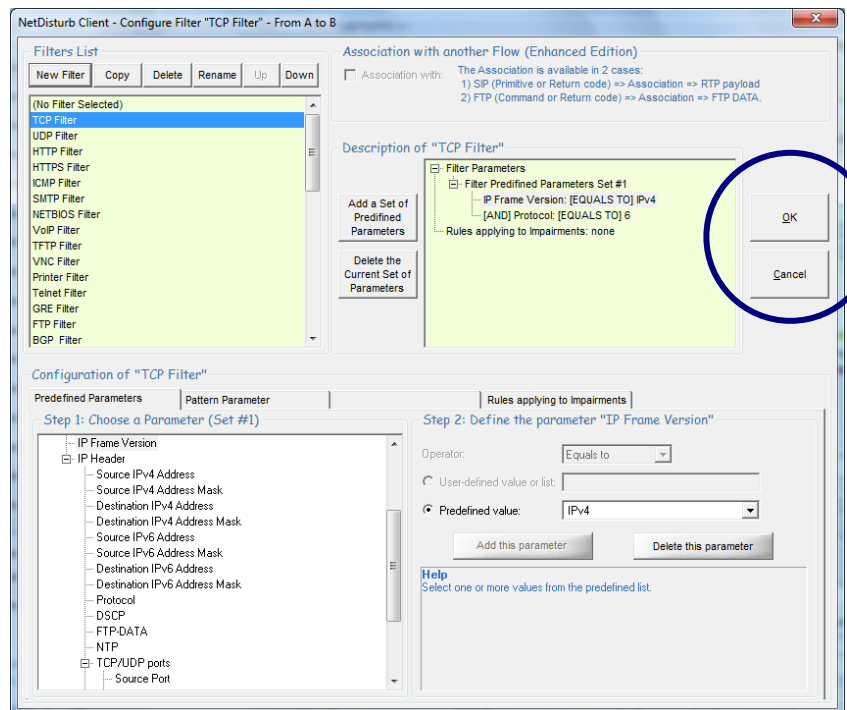 NetDisturb Client - Configure Filter "TCP Filter" - From A to B
Filters List
New Filter
Copy
Delete
Rename
Up
Down
(No Filter Selected)
TCP Filter
UDP Filter
HTTP Filter
HTTPS Filter
ICMP Filter
SMTP Filter
NETBIOS Filter
VoIP Filter
TFTP Filter
VNC Filter
Printer Filter
Telnet Filter
GRE Filter
FTP Filter
BGP Filter
Association with another Flow (Enhanced Edition)
Association with:
The Association is available in 2 cases:
1) SIP (Primitive or Return code) => Association => RTP payload
2) FTP (Command or Return code) => Association => FTP DATA.
Description of "TCP Filter"
Add a Set of
Predifined
Parameters
Delete the
Current Set of
Parameters
Filter Parameters
Filter Predifined Parameters Set #1
IP Frame Version: [EQUALS TO] IPv4
[AND] Protocol: [EQUALS TO] 6
Rules applying to Impairments: none
OK
Cancel
Configuration of "TCP Filter"
Predefined Parameters
Pattern Parameter
Rules applying to Impairments
Step 1: Choose a Parameter (Set #1)
IP Frame Version
IP Header
Source IPv4 Address
Source IPv4 Address Mask
Destination IPv4 Address
Destination IPv4 Address Mask
Source IPv6 Address
Source IPv6 Address Mask
Destination IPv6 Address
Destination IPv6 Address Mask
Protocol
DSCP
FTP-DATA
NTP
TCP/UDP ports
Source Port
Step 2: Define the parameter "IP Frame Version"
Operator:
Equals to
User-defined value or list:
Predefined value:
IPv4
Add this parameter
Delete this parameter
Help
Select one or more values from the predefined list.